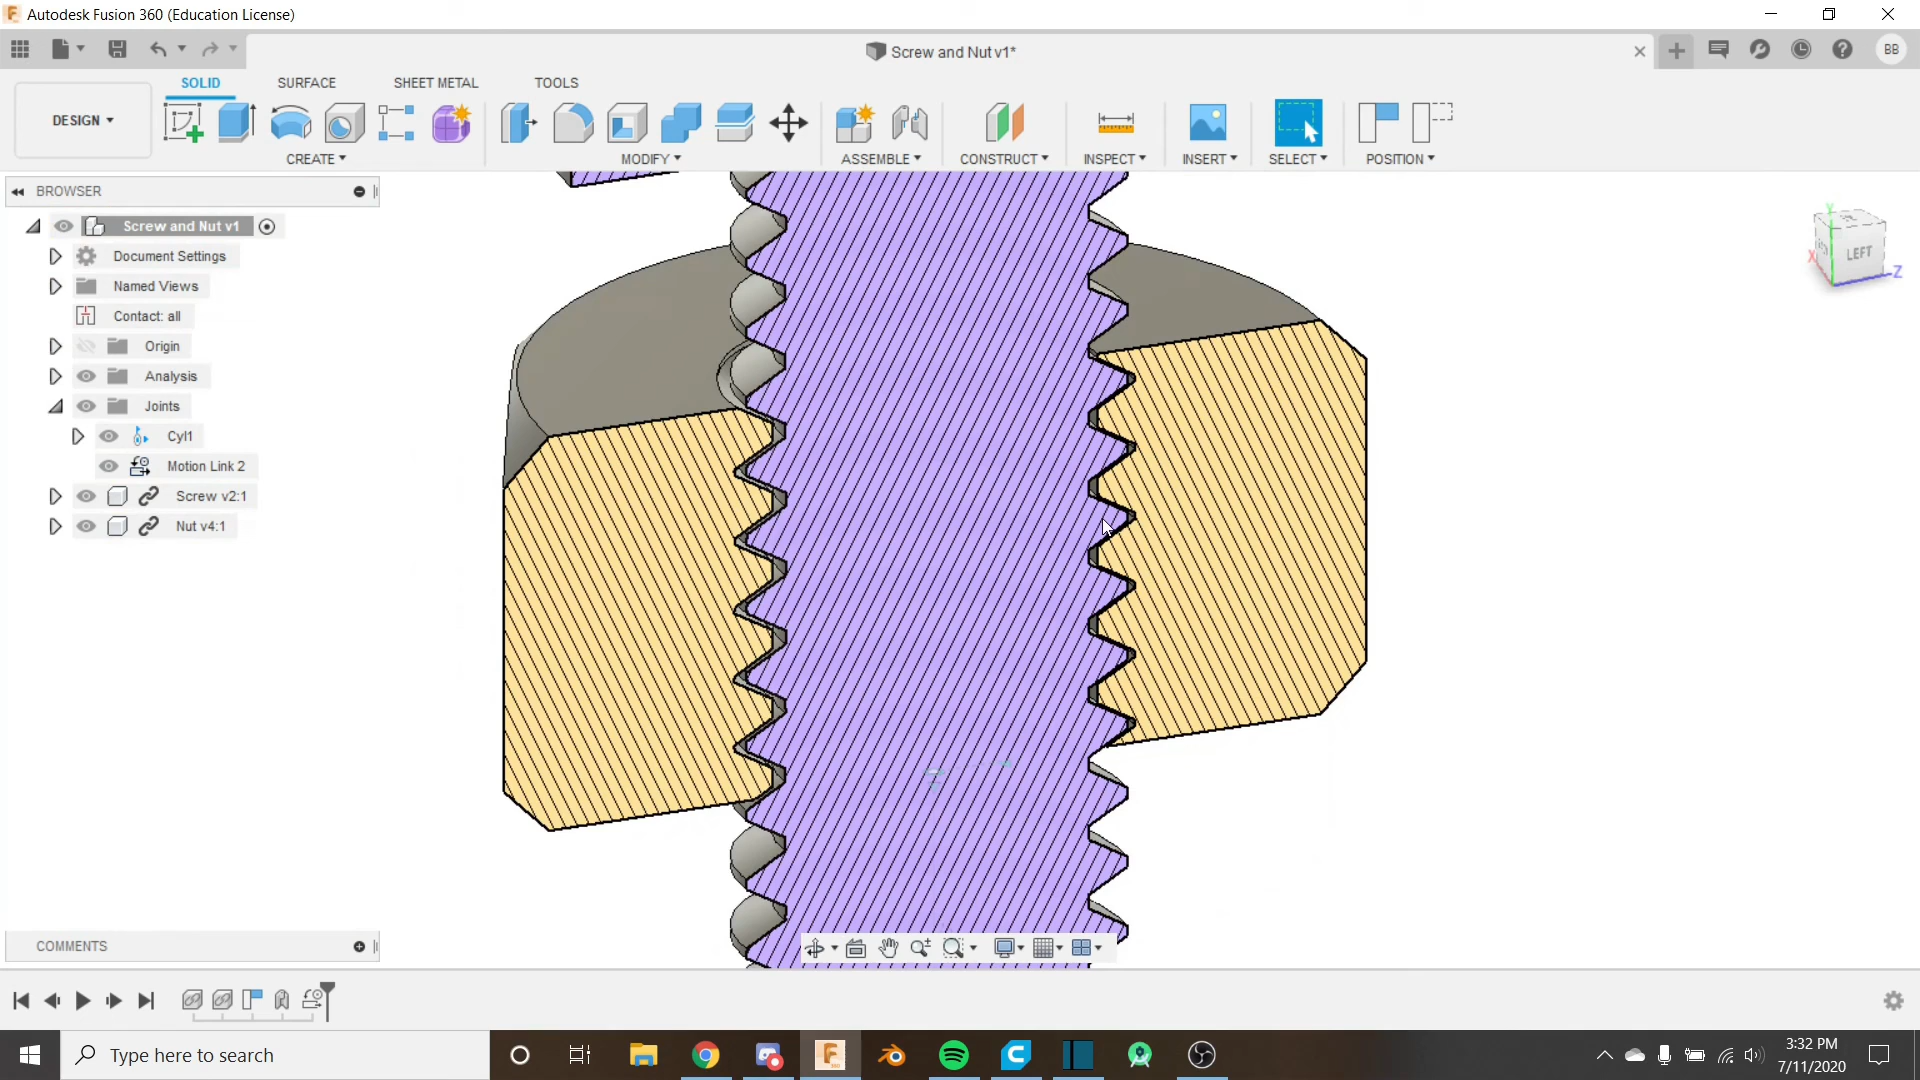 Autodesk Fusion 360 (Education License)
Screw and Nut v1*
BB
SOLID
SURFACE
SHEET METAL
TOOLS
DESIGN
CREATE
MODIFY
ASSEMBLE
CONSTRUCT
INSPECT
INSERT
SELECT
POSITION
BROWSER
Screw and Nut v1
Document Settings
Named Views
Contact: all
Origin
Analysis
Joints
Cyl1
Motion Link 2
Screw v2:1
Nut v4:1
Y
LEFT
X
Z
COMMENTS
Type here to search
3:32 PM
7/11/2020